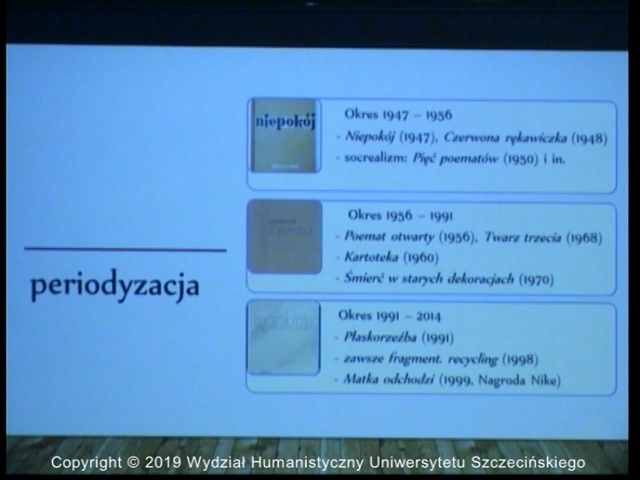 periodyzacja
niepokój
Okres 1947 – 1956
- Niepokój (1947), Czerwona rękawiczka (1948)
- socrealizm: Pięć poematów (1950) i in.
Okres 1956 – 1991
- Poemat otwarty (1956), Twarz trzecia (1968)
- Kartoteka (1960)
- Śmierć w starych dekoracjach (1970)
Okres 1991 – 2014
- Płaskorzeźba (1991)
- zawsze fragment. recycling (1998)
- Matka odchodzi (1999, Nagroda Nike)
Copyright © 2019 Wydział Humanistyczny Uniwersytetu Szczecińskiego